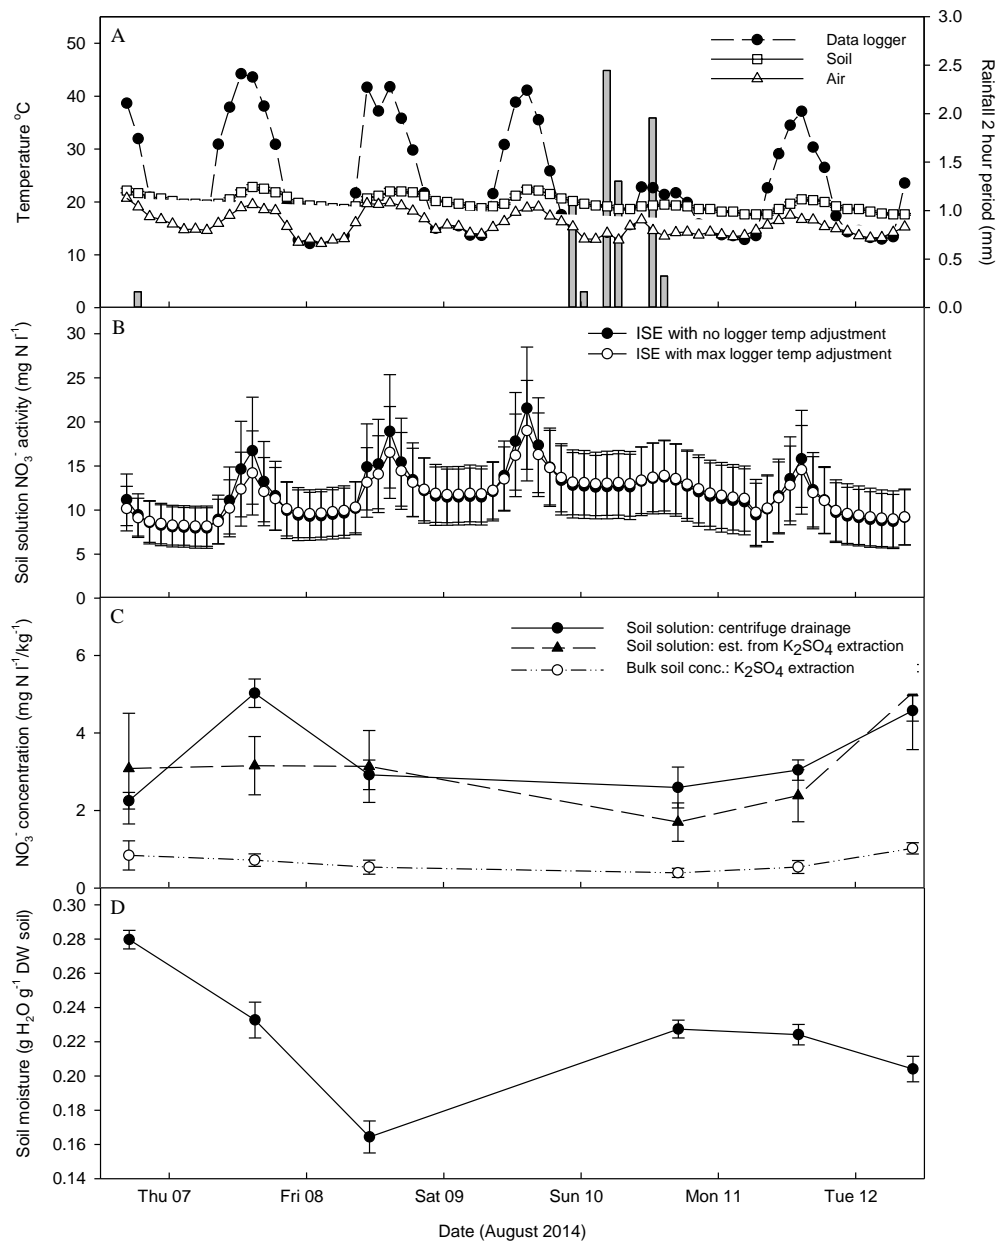 A
Data logger
Soil
Air
Temperature °C
50
40
30
20
10
0
Rainfall 2 hour period (mm)
3.0
2.5
2.0
1.5
1.0
0.5
0.0
B
ISE with no logger temp adjustment
ISE with max logger temp adjustment
Soil solution NO₃⁻ activity (mg N l⁻¹)
30
25
20
15
10
5
0
C
Soil solution: centrifuge drainage
Soil solution: est. from K₂SO₄ extraction
Bulk soil conc.: K₂SO₄ extraction
:
NO₃⁻ concentration (mg N l⁻¹/kg⁻¹)
6
4
2
0
D
Soil moisture (g H₂O g⁻¹ DW soil)
0.30
0.28
0.26
0.24
0.22
0.20
0.18
0.16
0.14
Thu 07 Fri 08 Sat 09 Sun 10 Mon 11 Tue 12
Date (August 2014)